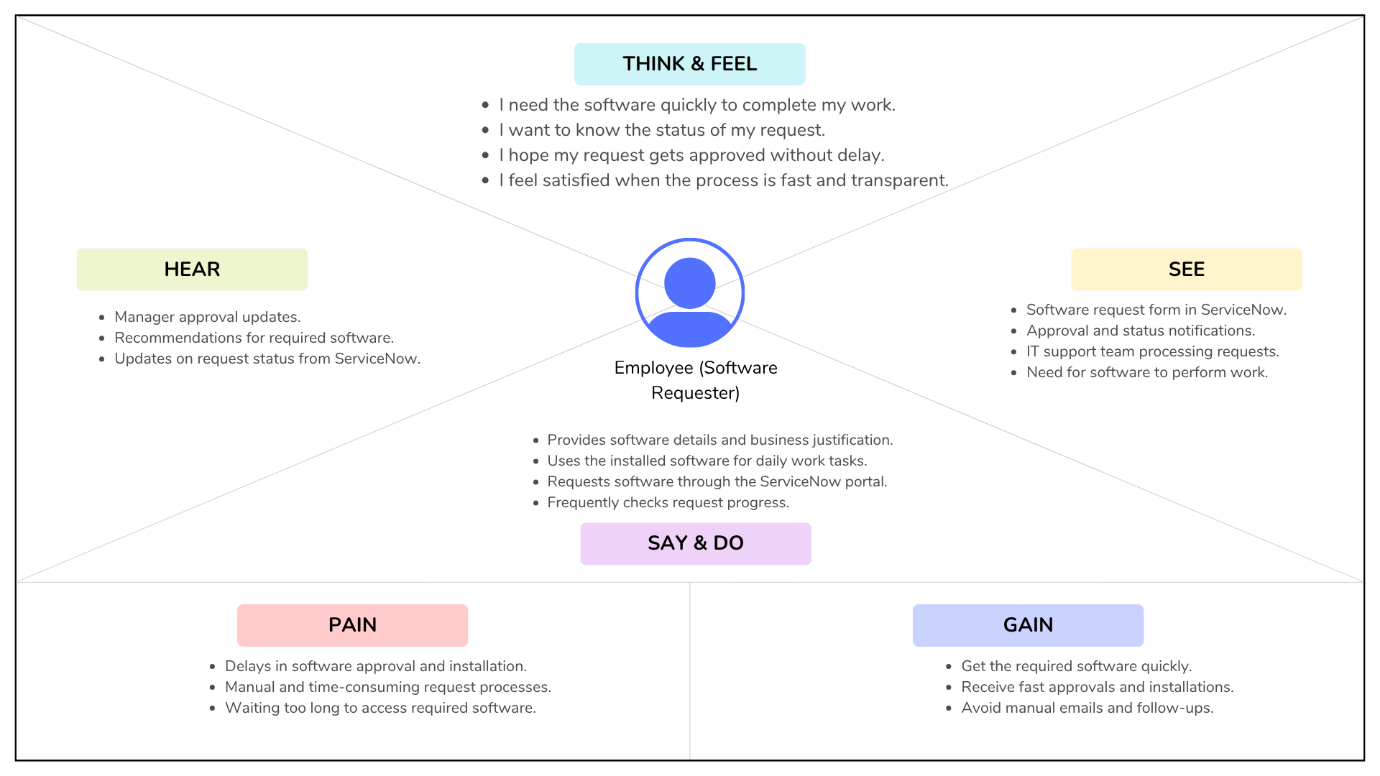 THINK & FEEL
• I need the software quickly to complete my work.
• I want to know the status of my request.
• I hope my request gets approved without delay.
• I feel satisfied when the process is fast and transparent.
HEAR
• Manager approval updates.
• Recommendations for required software.
• Updates on request status from ServiceNow.
SEE
• Software request form in ServiceNow.
• Approval and status notifications.
• IT support team processing requests.
• Need for software to perform work.
Employee (Software
Requester)
• Provides software details and business justification.
• Uses the installed software for daily work tasks.
• Requests software through the ServiceNow portal.
• Frequently checks request progress.
SAY & DO
PAIN
• Delays in software approval and installation.
• Manual and time-consuming request processes.
• Waiting too long to access required software.
GAIN
• Get the required software quickly.
• Receive fast approvals and installations.
• Avoid manual emails and follow-ups.